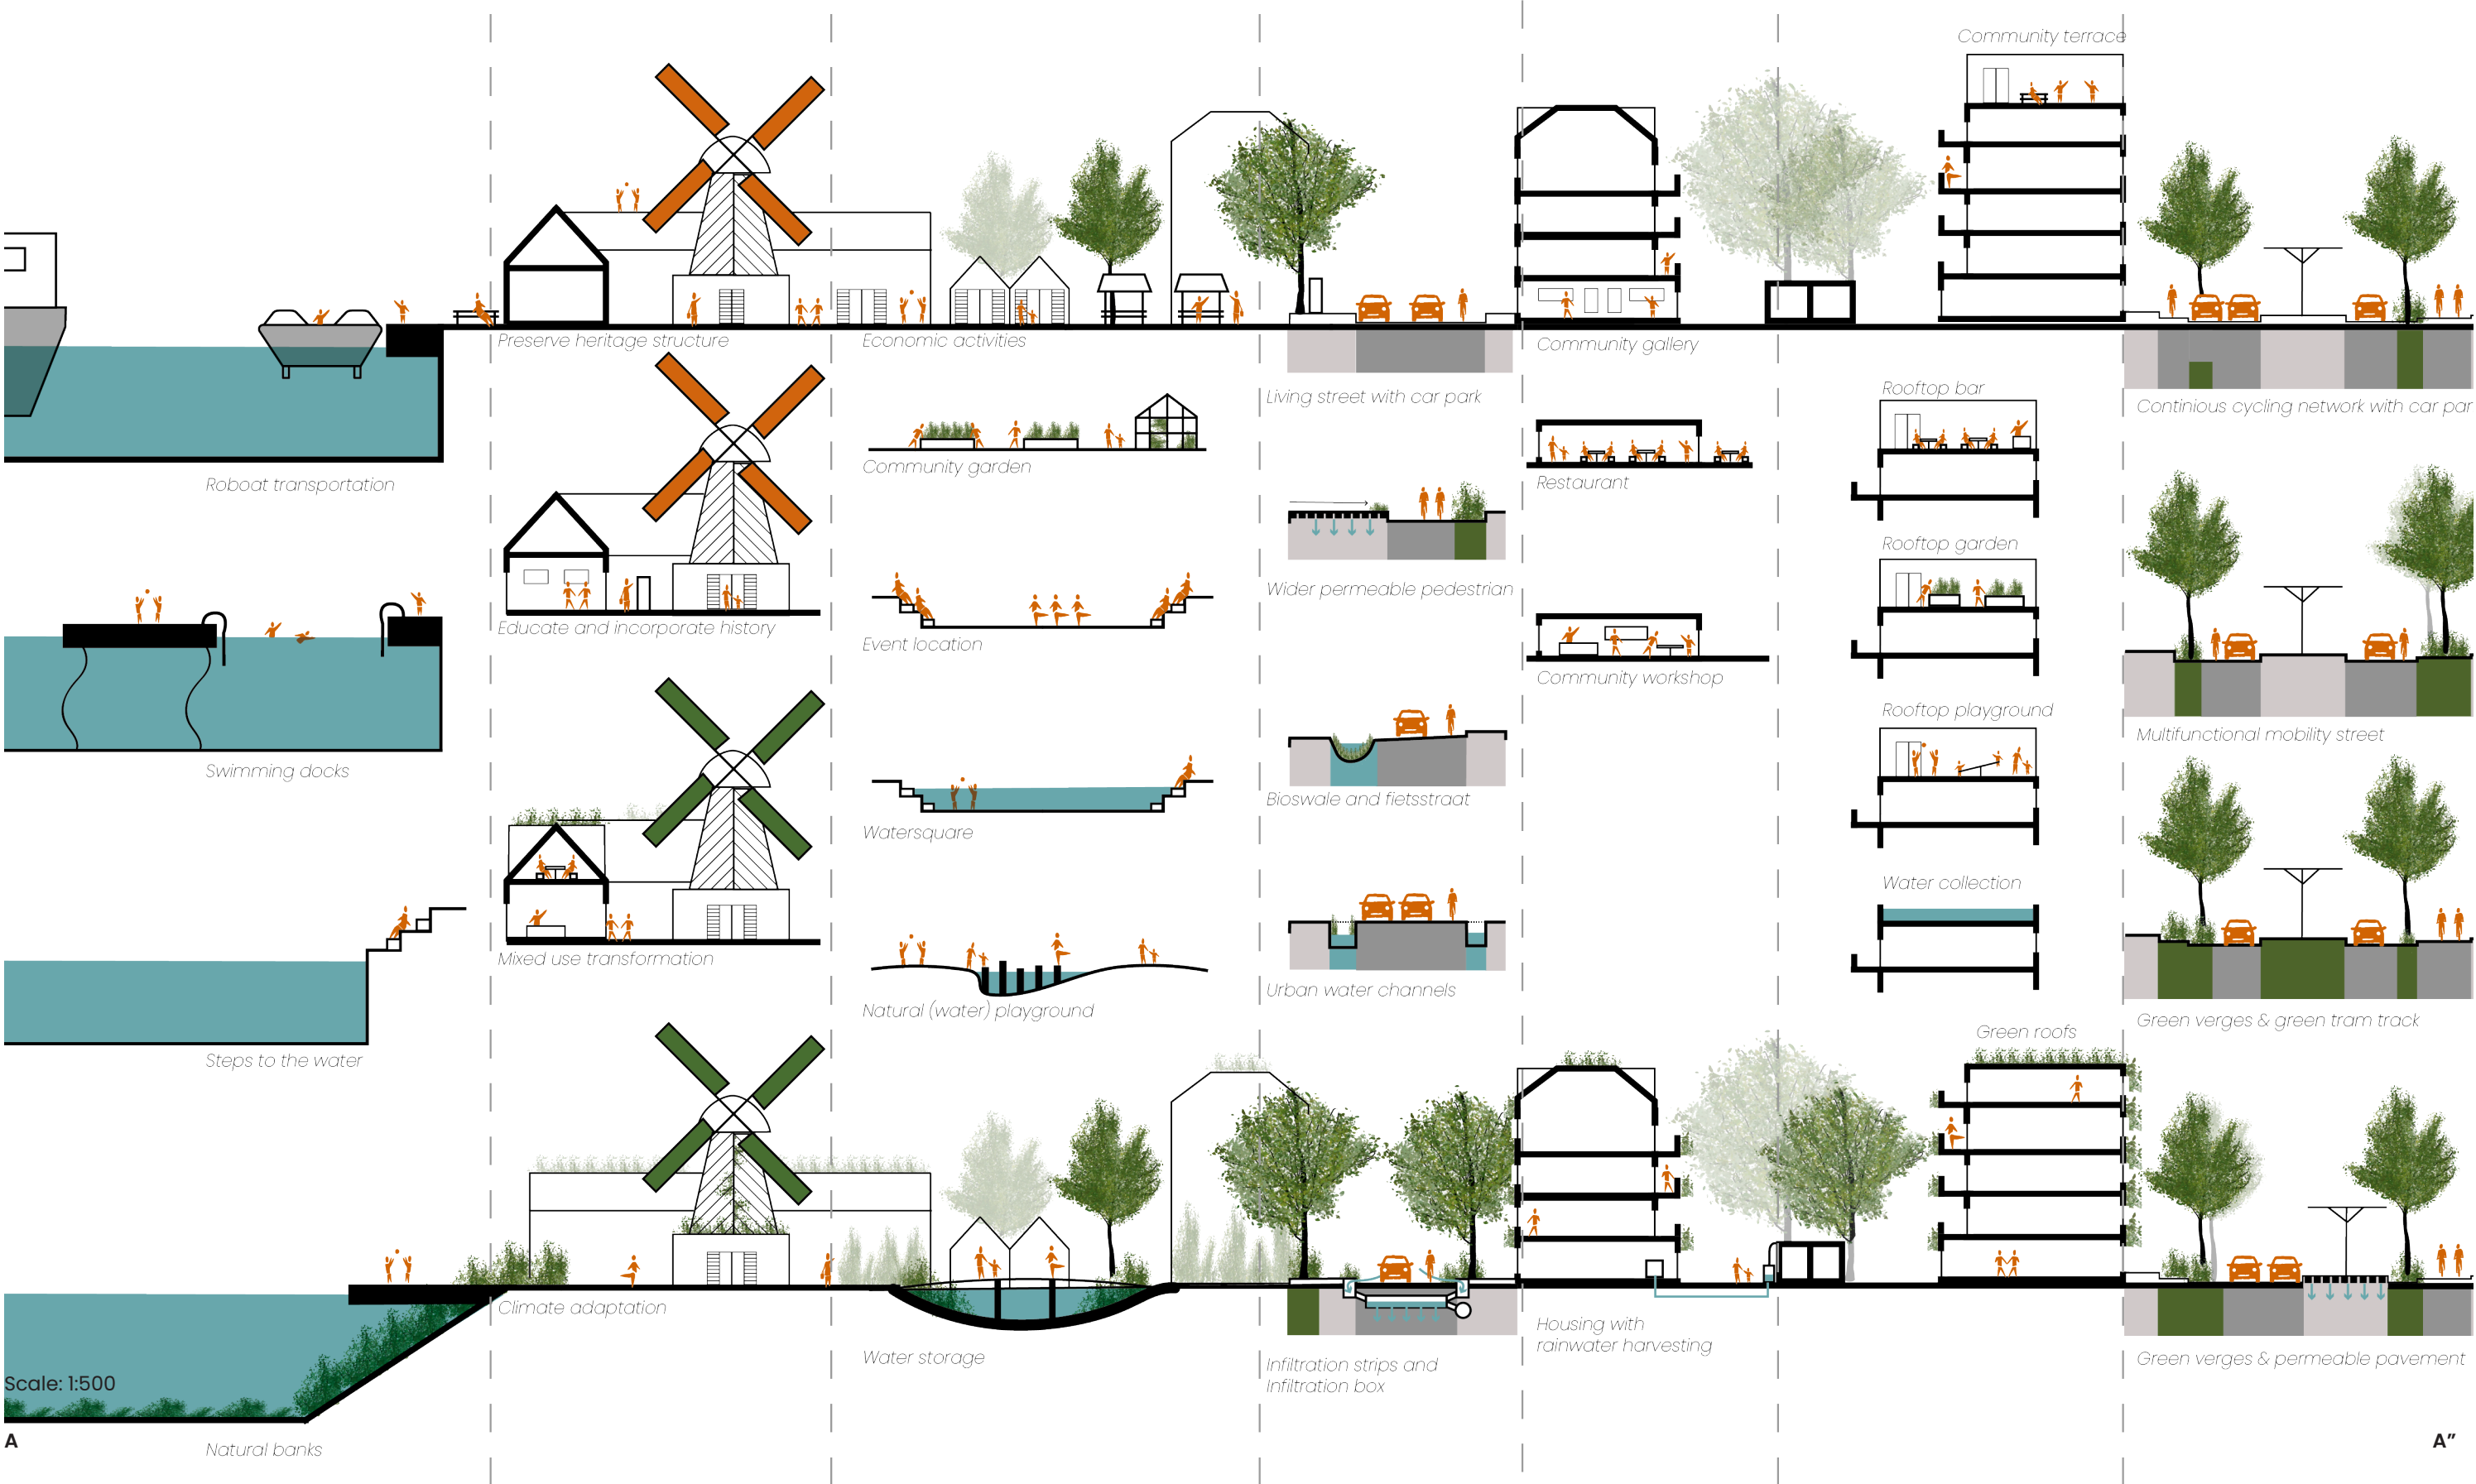 Community terrace
Preserve heritage structure
Economic activities
Living street with car park
Community gallery
Rooftop bar
Continious cycling network with car par
Roboat transportation
Community garden
Restaurant
Rooftop garden
Wider permeable pedestrian
Educate and incorporate history
Event location
Community workshop
Rooftop playground
Multifunctional mobility street
Swimming docks
Bioswale and fietsstraat
Watersquare
Water collection
Mixed use transformation
Urban water channels
Natural (water) playground
Green verges & green tram track
Green roofs
Steps to the water
Climate adaptation
Housing with
rainwater harvesting
Water storage
Infiltration strips and
Infiltration box
Green verges & permeable pavement
Scale: 1:500
A
A”
Natural banks